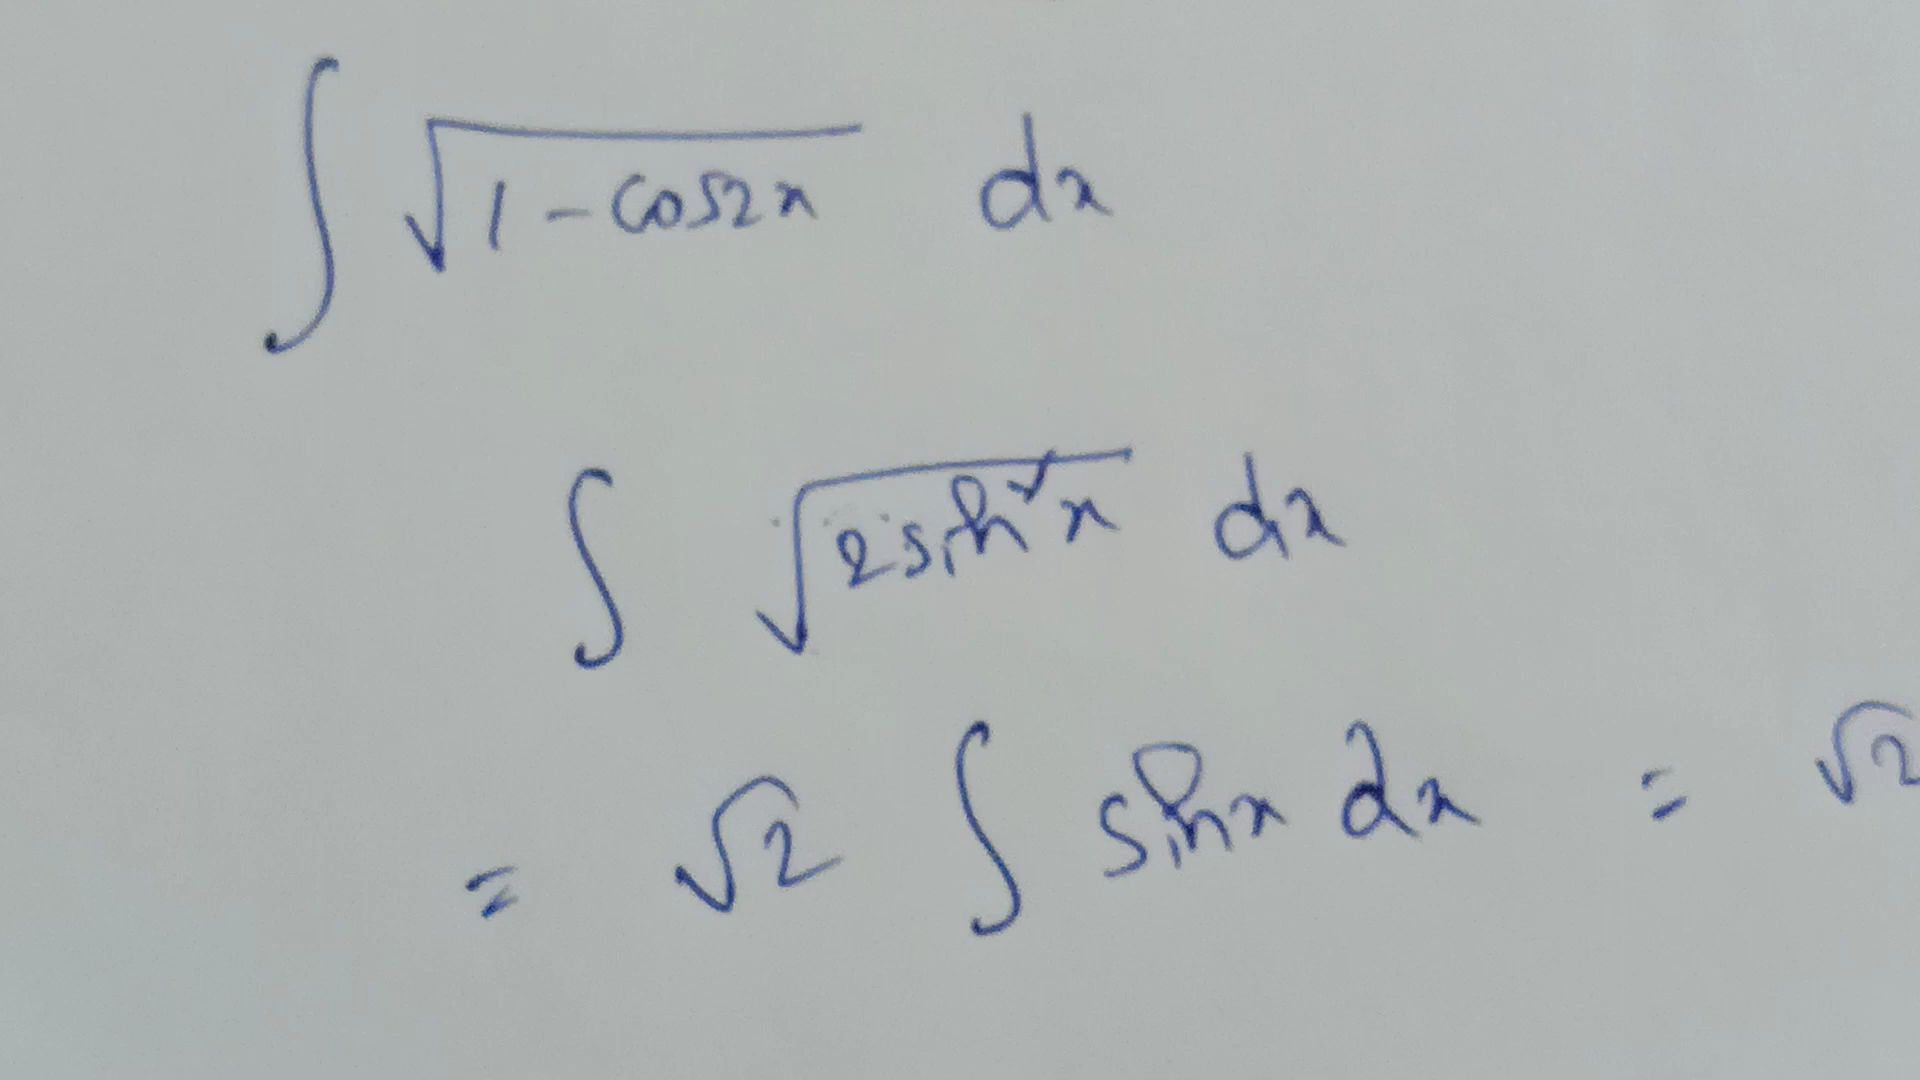 ∫ √(1 - cos2x) dx
∫ √(2sin²x) dx
= √2 ∫ sinx dx = √2